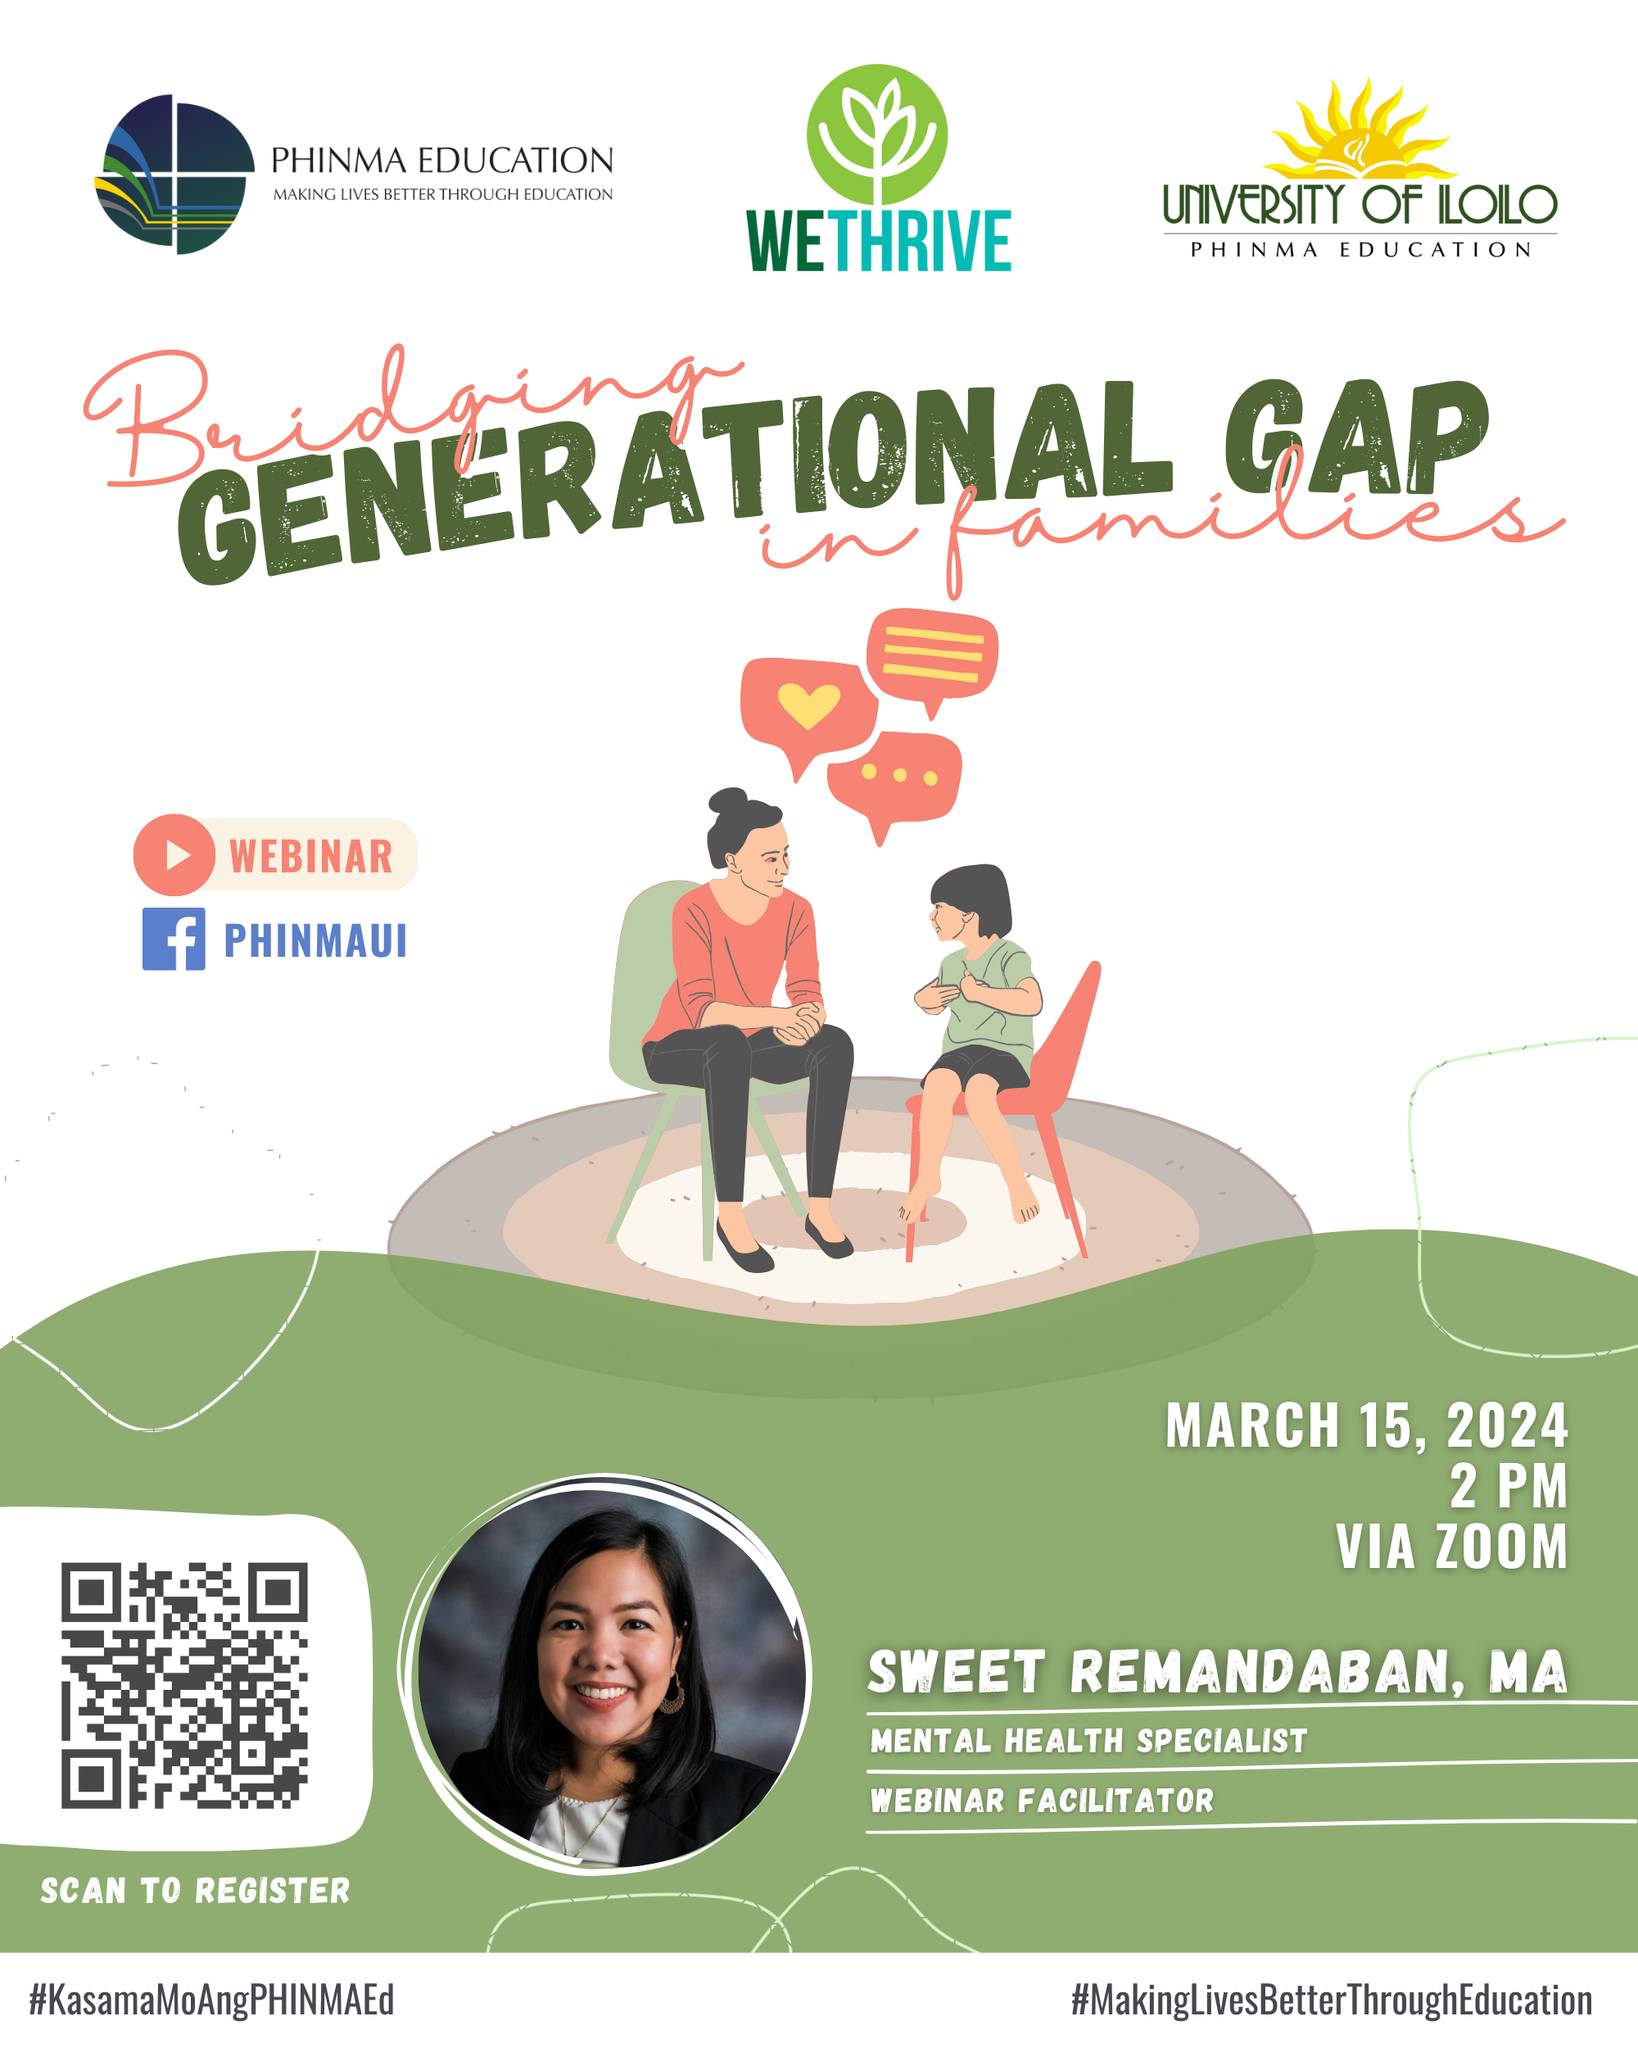 PHINMA EDUCATION
MAKING LIVES BETTER THROUGH EDUCATION
WETHRIVE
UNIVERSITY OF ILOILO
PHINMA EDUCATION
Bridging
GENERATIONAL GAP
in families
WEBINAR
PHINMAUI
MARCH 15, 2024
2 PM
VIA ZOOM
SWEET REMANDABAN, MA
MENTAL HEALTH SPECIALIST
WEBINAR FACILITATOR
SCAN TO REGISTER
#KasamaMoAngPHINMAEd
#MakingLivesBetterThroughEducation